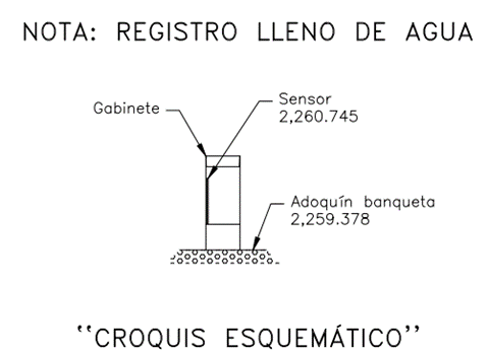 NOTA: REGISTRO LLENO DE AGUA
Gabinete
Sensor
2,260.745
Adoquín banqueta
2,259.378
"CROQUIS ESQUEMÁTICO"